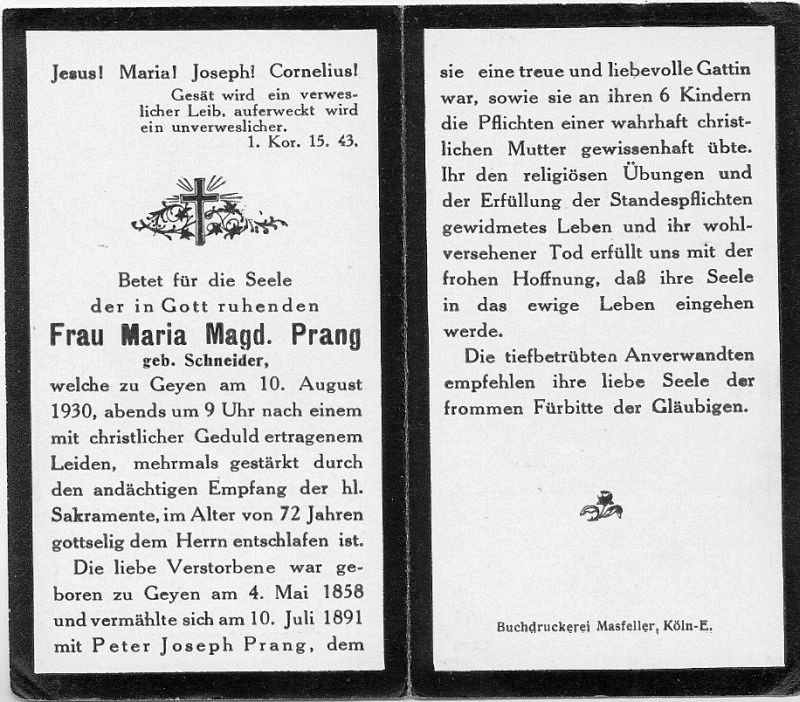 Jesus! Maria! Joseph! Cornelius!
Gesät wird ein verwes-
licher Leib, auferweckt wird
ein unverweslicher.
1. Kor. 15. 43.
Betet für die Seele
der in Gott ruhenden
Frau Maria Magd. Prang
geb. Schneider,
welche zu Geyen am 10. August
1930, abends um 9 Uhr nach einem
mit christlicher Geduld ertragenem
Leiden, mehrmals gestärkt durch
den andächtigen Empfang der hl.
Sakramente, im Alter von 72 Jahren
gottselig dem Herrn entschlafen ist.
Die liebe Verstorbene war ge-
boren zu Geyen am 4. Mai 1858
und vermählte sich am 10. Juli 1891
mit Peter Joseph Prang, dem
sie eine treue und liebevolle Gattin
war, sowie sie an ihren 6 Kindern
die Pflichten einer wahrhaft christ-
lichen Mutter gewissenhaft übte.
Ihr den religiösen Übungen und
der Erfüllung der Standespflichten
gewidmetes Leben und ihr wohl-
versehener Tod erfüllt uns mit der
frohen Hoffnung, daß ihre Seele
in das ewige Leben eingehen
werde.
Die tiefbetrübten Anverwandten
empfehlen ihre liebe Seele der
frommen Fürbitte der Gläubigen.
Buchdruckerei Masfeller, Köln-E.